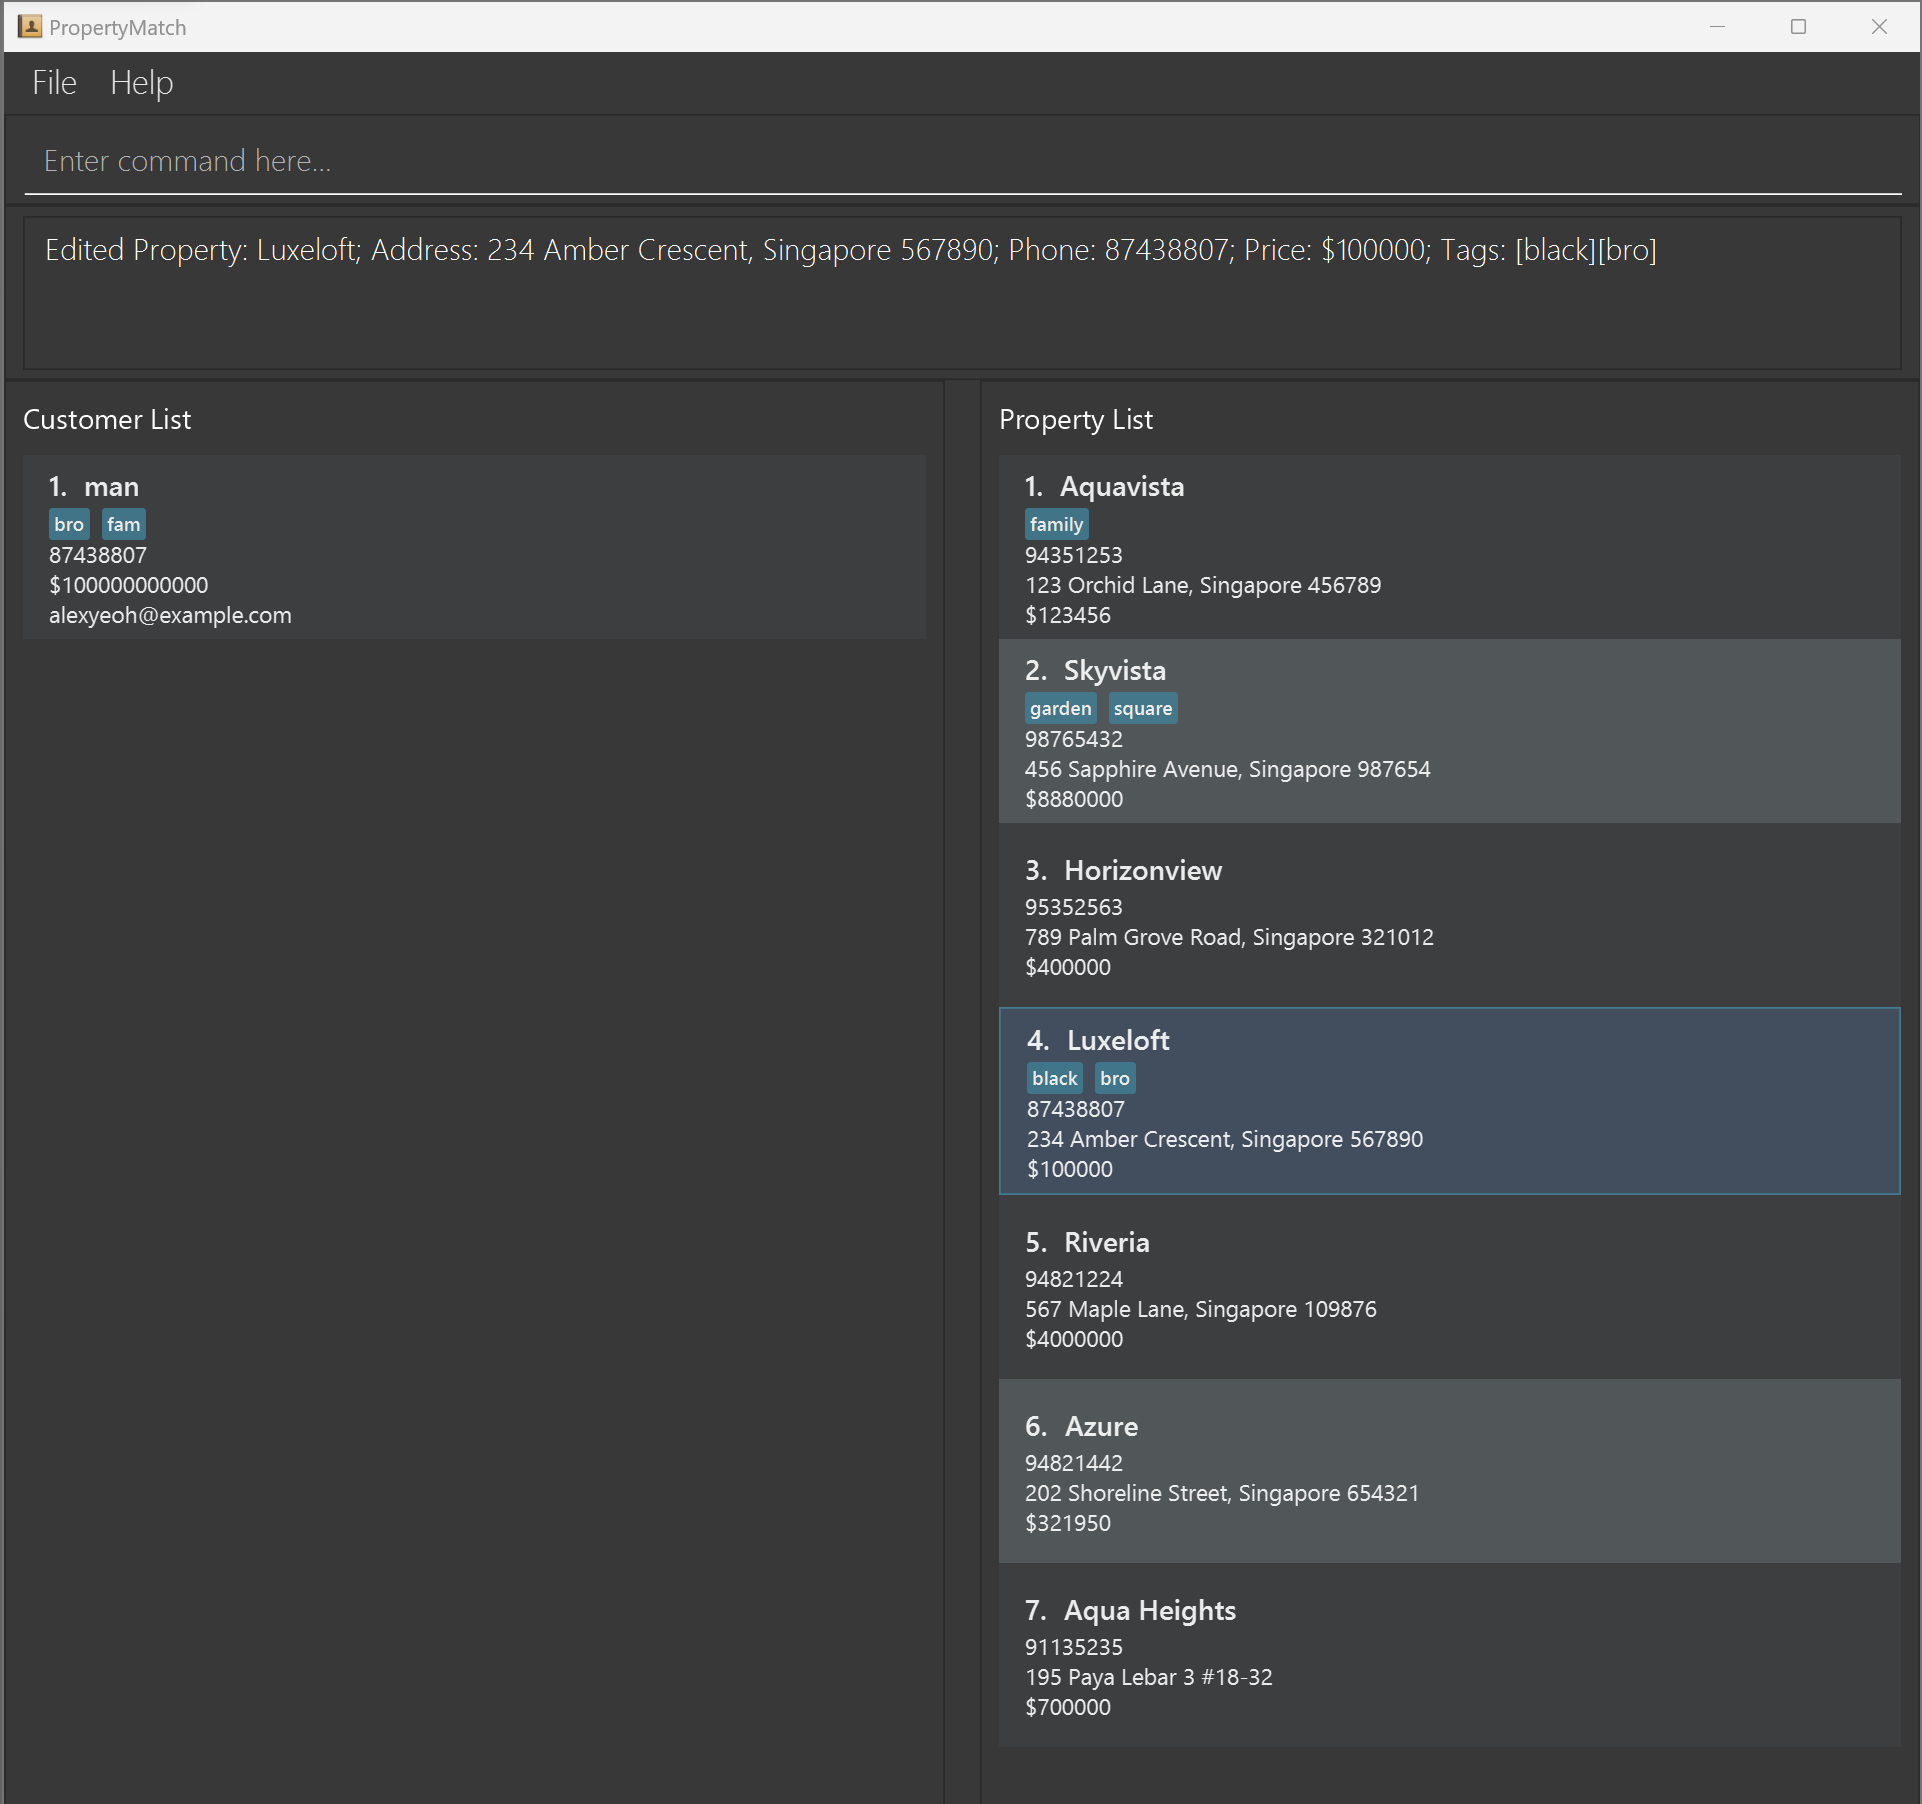 PropertyMatch
File Help
Enter command here...
Edited Property: Luxeloft; Address: 234 Amber Crescent, Singapore 567890; Phone: 87438807; Price: $100000; Tags: [black][bro]
Customer List
1. man
bro fam
87438807
$100000000000
alexyeoh@example.com
Property List
1. Aquavista
family
94351253
123 Orchid Lane, Singapore 456789
$123456
2. Skyvista
garden square
98765432
456 Sapphire Avenue, Singapore 987654
$8880000
3. Horizonview
95352563
789 Palm Grove Road, Singapore 321012
$400000
4. Luxeloft
black bro
87438807
234 Amber Crescent, Singapore 567890
$100000
5. Riveria
94821224
567 Maple Lane, Singapore 109876
$4000000
6. Azure
94821442
202 Shoreline Street, Singapore 654321
$321950
7. Aqua Heights
91135235
195 Paya Lebar 3 #18-32
$700000